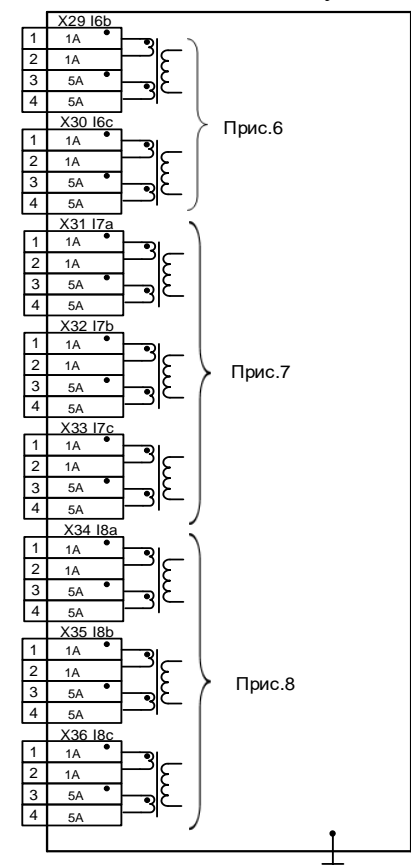 X29 I6b
1 1A
2 1A
3 5A
4 5A
X30 I6c
1 1A
2 1A
3 5A
4 5A
Прис.6
X31 I7a
1 1A
2 1A
3 5A
4 5A
X32 I7b
1 1A
2 1A
3 5A
4 5A
Прис.7
X33 I7c
1 1A
2 1A
3 5A
4 5A
X34 I8a
1 1A
2 1A
3 5A
4 5A
X35 I8b
1 1A
2 1A
3 5A
4 5A
Прис.8
X36 I8c
1 1A
2 1A
3 5A
4 5A